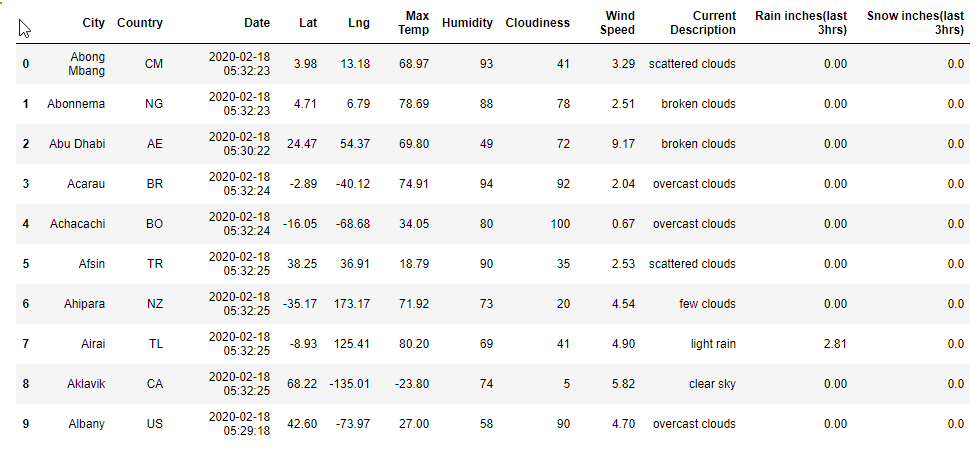 City Country Date Lat Lng Max Temp Humidity Cloudiness Wind Speed Current Description Rain inches(last 3hrs) Snow inches(last 3hrs)
0 Abong Mbang CM 2020-02-18 05:32:23 3.98 13.18 68.97 93 41 3.29 scattered clouds 0.00 0.0
1 Abonnema NG 2020-02-18 05:32:23 4.71 6.79 78.69 88 78 2.51 broken clouds 0.00 0.0
2 Abu Dhabi AE 2020-02-18 05:30:22 24.47 54.37 69.80 49 72 9.17 broken clouds 0.00 0.0
3 Acarau BR 2020-02-18 05:32:24 -2.89 -40.12 74.91 94 92 2.04 overcast clouds 0.00 0.0
4 Achacachi BO 2020-02-18 05:32:24 -16.05 -68.68 34.05 80 100 0.67 overcast clouds 0.00 0.0
5 Afsin TR 2020-02-18 05:32:25 38.25 36.91 18.79 90 35 2.53 scattered clouds 0.00 0.0
6 Ahipara NZ 2020-02-18 05:32:25 -35.17 173.17 71.92 73 20 4.54 few clouds 0.00 0.0
7 Airai TL 2020-02-18 05:32:25 -8.93 125.41 80.20 69 41 4.90 light rain 2.81 0.0
8 Aklavik CA 2020-02-18 05:32:25 68.22 -135.01 -23.80 74 5 5.82 clear sky 0.00 0.0
9 Albany US 2020-02-18 05:29:18 42.60 -73.97 27.00 58 90 4.70 overcast clouds 0.00 0.0